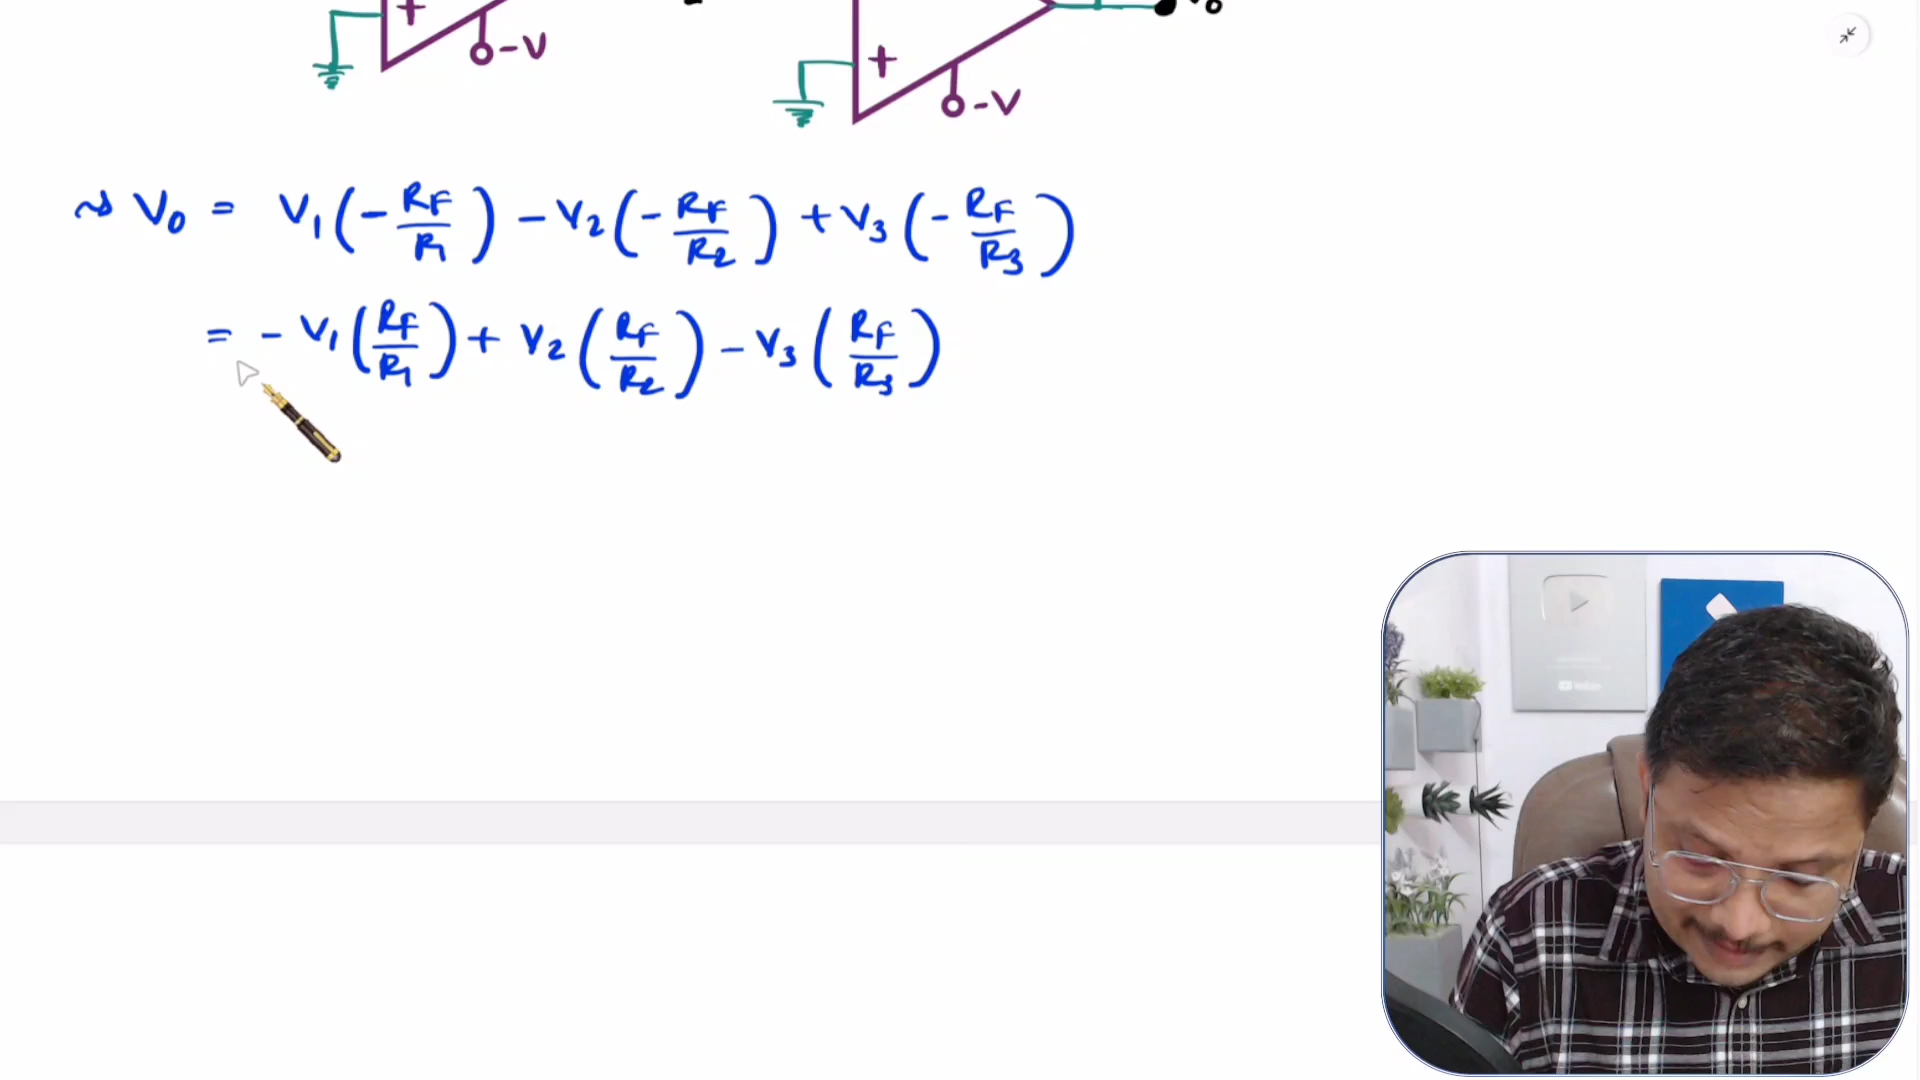 + -V V0
+ -V
⇝ V0 = V1(-RF/R1) - V2(-RF/R2) + V3(-RF/R3)
= - V1(RF/R1) + V2(RF/R2) - V3(RF/R3)